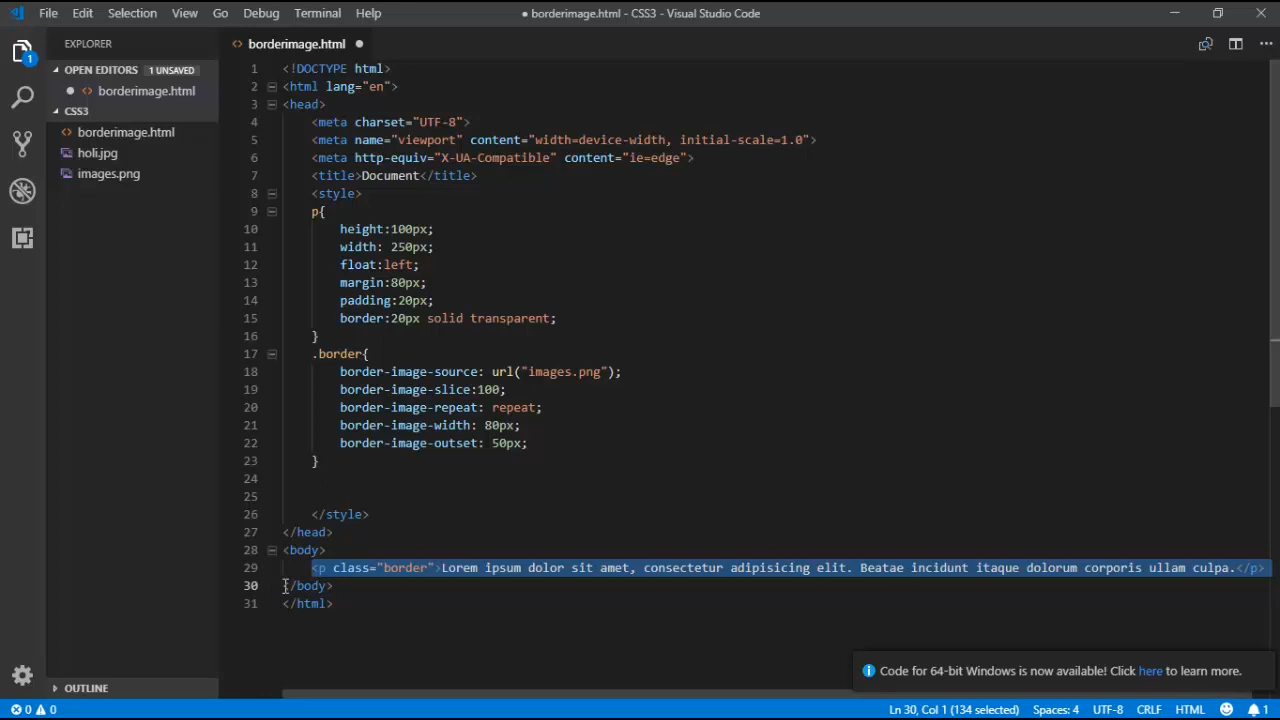 File Edit Selection View Go Debug Terminal Help
● borderimage.html - CSS3 - Visual Studio Code
EXPLORER
OPEN EDITORS 1 UNSAVED
borderimage.html
CSS3
borderimage.html
holi.jpg
images.png
OUTLINE
1
borderimage.html
1 <!DOCTYPE html>
2 <html lang="en">
3 <head>
4 <meta charset="UTF-8">
5 <meta name="viewport" content="width=device-width, initial-scale=1.0">
6 <meta http-equiv="X-UA-Compatible" content="ie=edge">
7 <title>Document</title>
8 <style>
9 p{
10 height:100px;
11 width: 250px;
12 float:left;
13 margin:80px;
14 padding:20px;
15 border:20px solid transparent;
16 }
17 .border{
18 border-image-source: url("images.png");
19 border-image-slice:100;
20 border-image-repeat: repeat;
21 border-image-width: 80px;
22 border-image-outset: 50px;
23 }
24
25
26 </style>
27 </head>
28 <body>
29 <p class="border">Lorem ipsum dolor sit amet, consectetur adipisicing elit. Beatae incidunt itaque dolorum corporis ullam culpa.</p>
30 </body>
31 </html>
Code for 64-bit Windows is now available! Click here to learn more.
0 0 Ln 30, Col 1 (134 selected) Spaces: 4 UTF-8 CRLF HTML 1